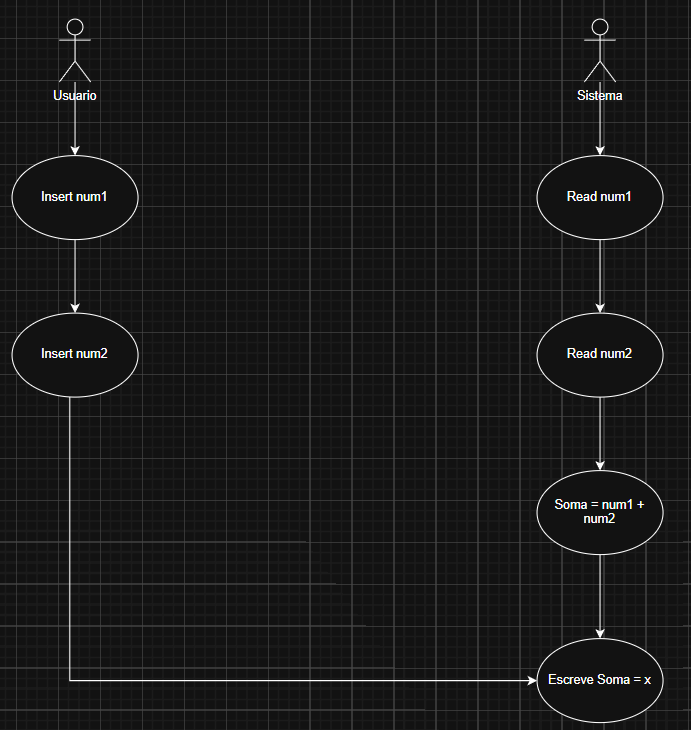 Usuario
Sistema
Insert num1
Read num1
Insert num2
Read num2
Soma = num1 +
num2
Escreve Soma = x